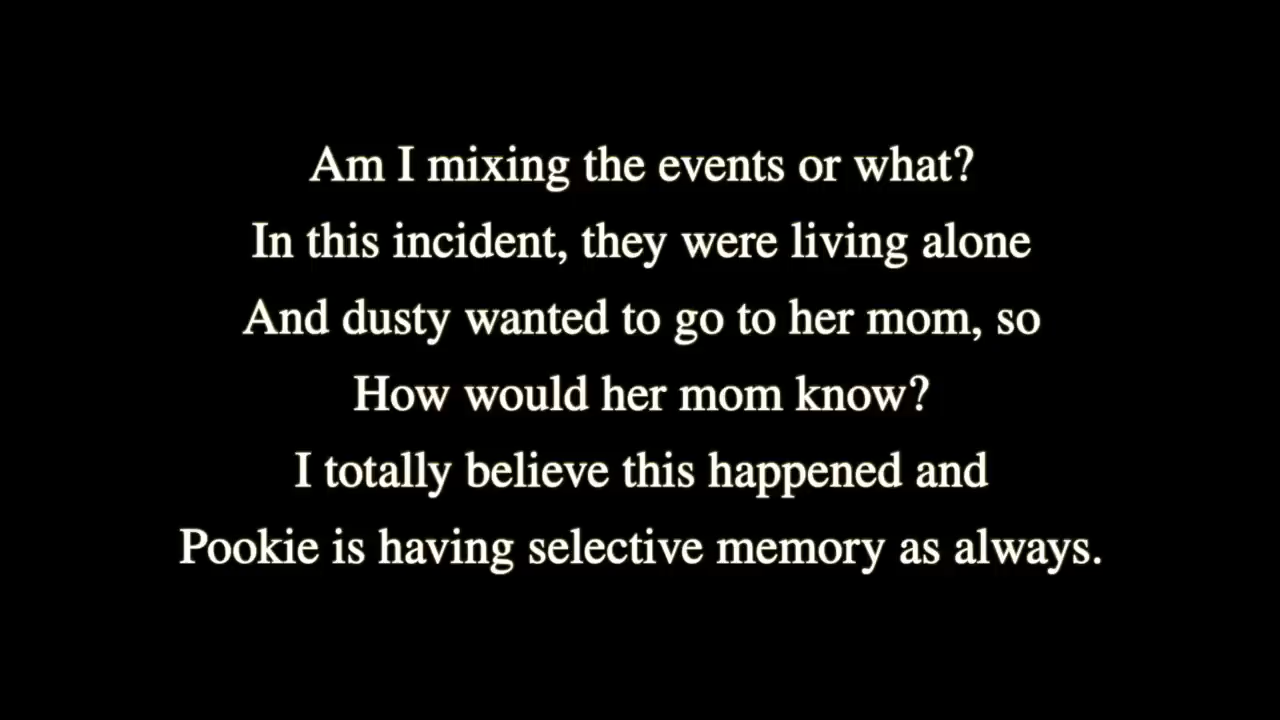 Am I mixing the events or what?
In this incident, they were living alone
And dusty wanted to go to her mom, so
How would her mom know?
I totally believe this happened and
Pookie is having selective memory as always.